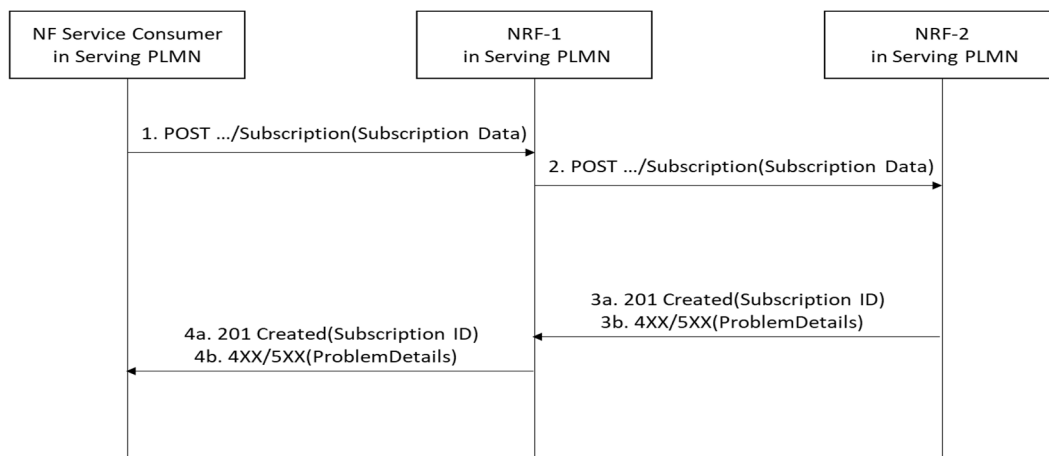 NF Service Consumer
in Serving PLMN
NRF-1
in Serving PLMN
NRF-2
in Serving PLMN
1. POST .../Subscription(Subscription Data)
2. POST .../Subscription(Subscription Data)
3a. 201 Created(Subscription ID)
3b. 4XX/5XX(ProblemDetails)
4a. 201 Created(Subscription ID)
4b. 4XX/5XX(ProblemDetails)